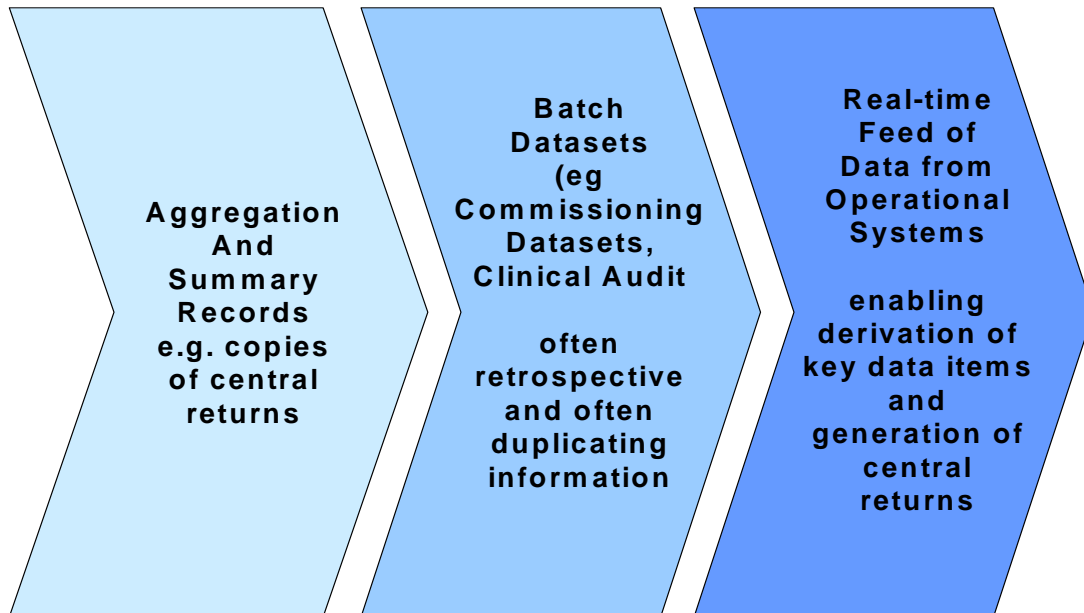 Aggregation
And
Summary
Records
e.g. copies
of central
returns
Batch
Datasets
(eg
Commissioning
Datasets,
Clinical Audit
often
retrospective
and often
duplicating
information
Real-time
Feed of
Data from
Operational
Systems
enabling
derivation of
key data items
and
generation of
central
returns